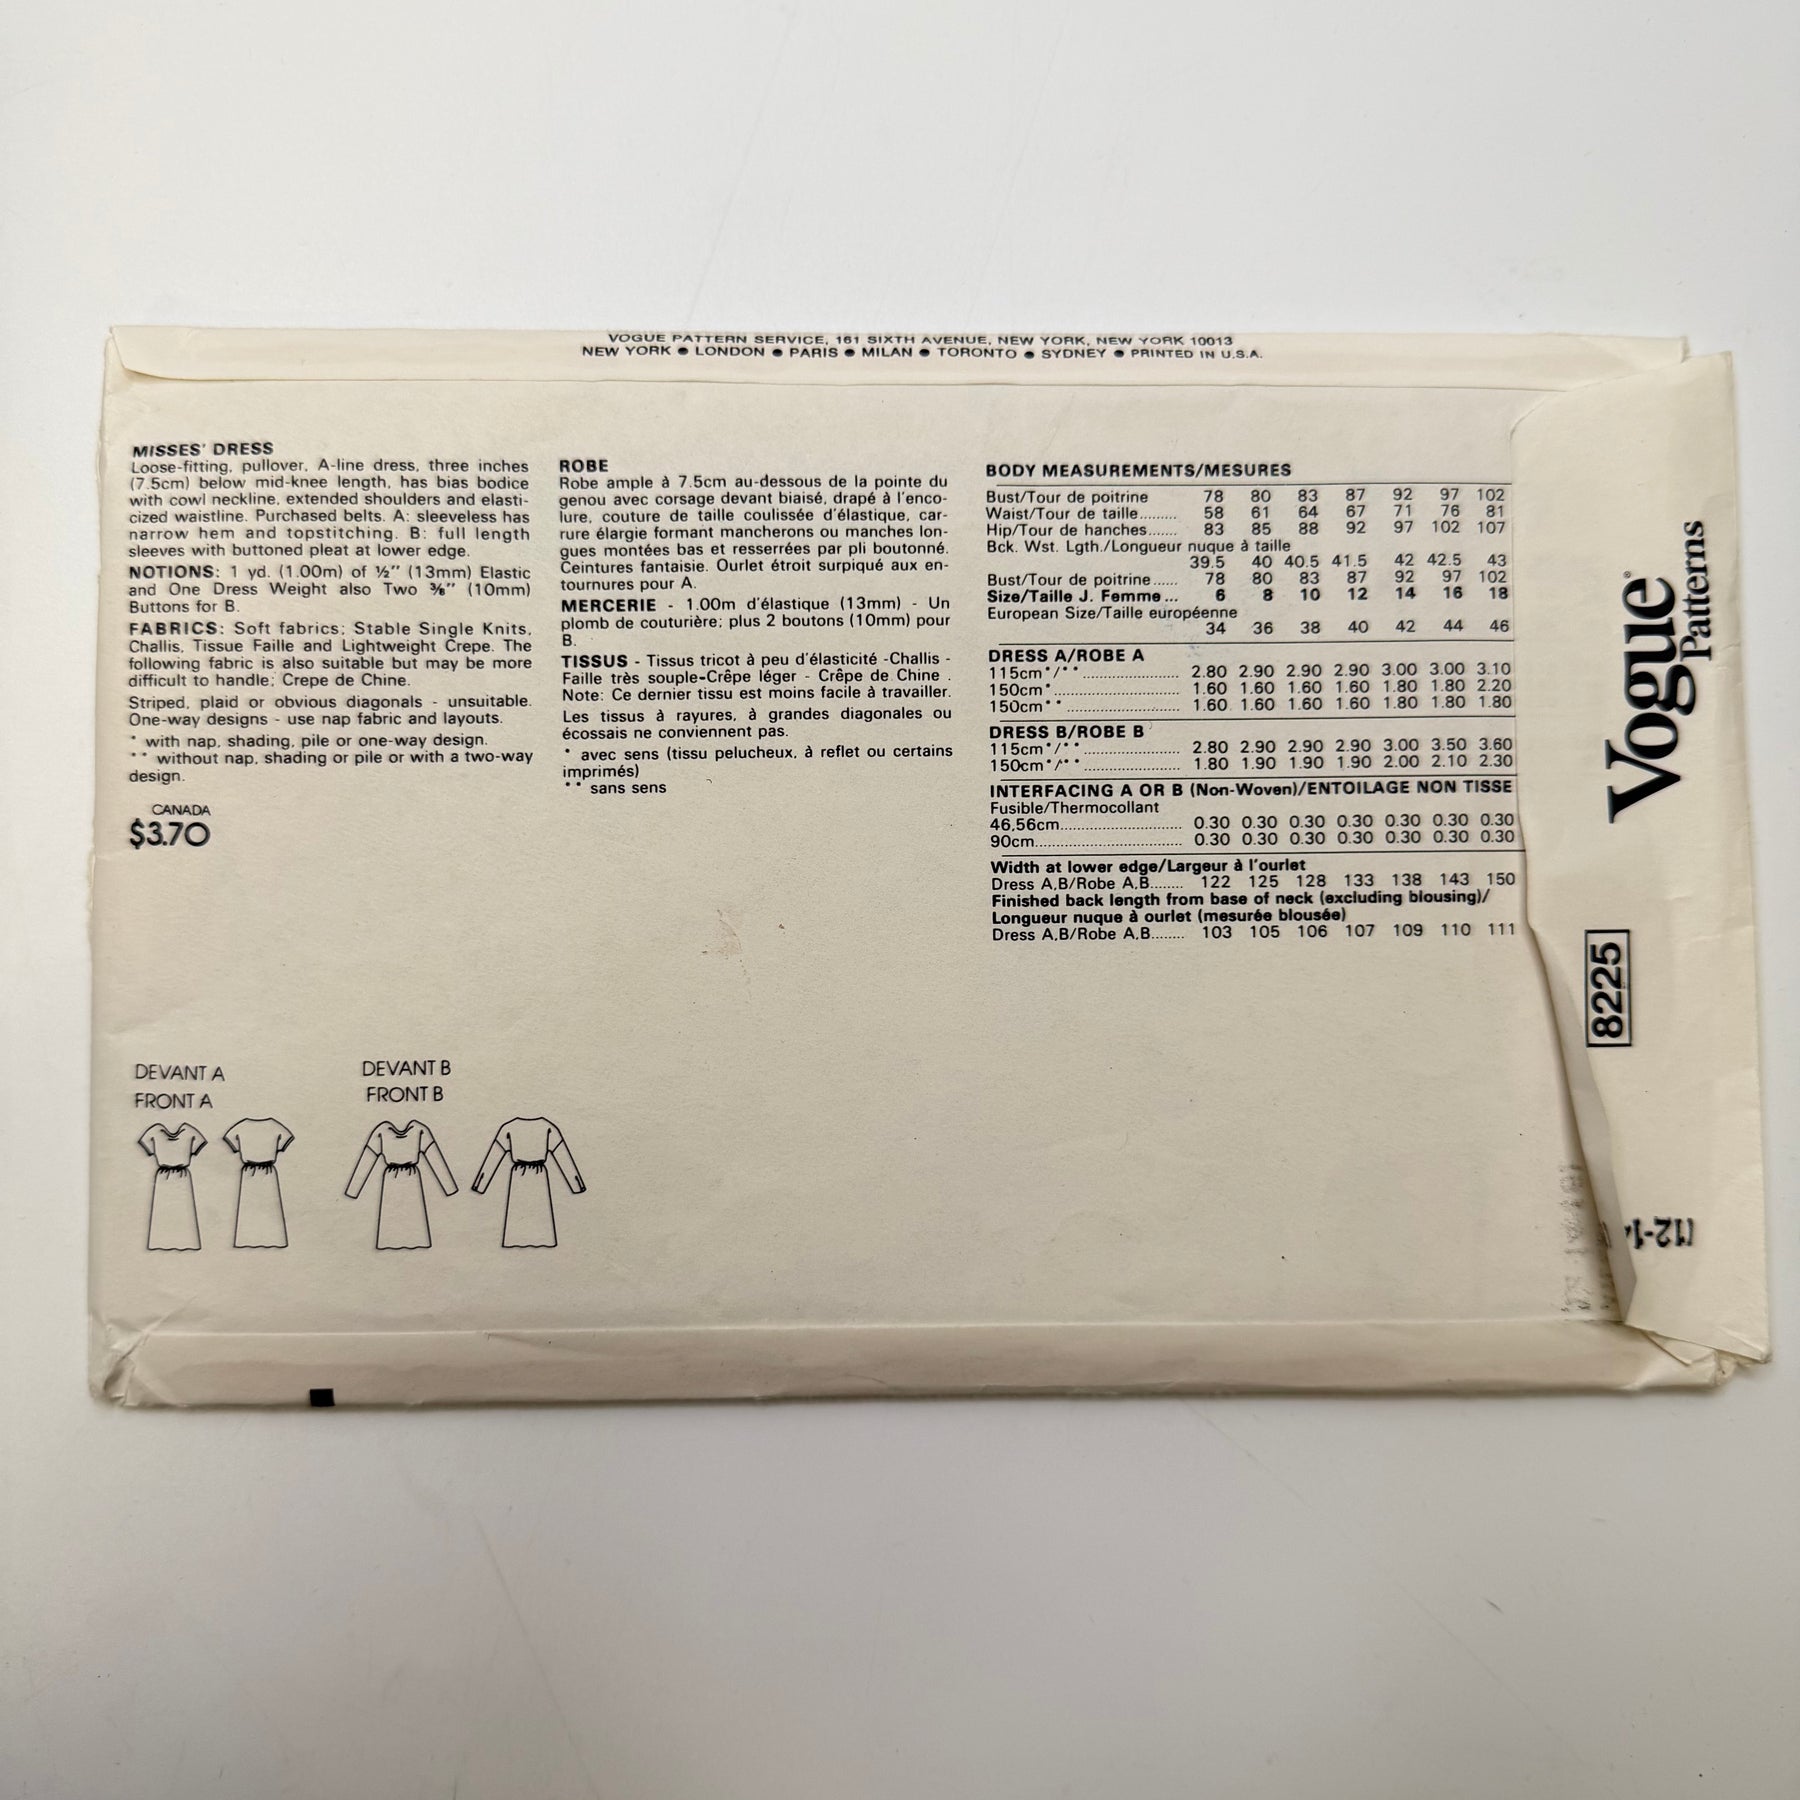 VOGUE PATTERN SERVICE, 161 SIXTH AVENUE, NEW YORK, NEW YORK 10013
NEW YORK ● LONDON ● PARIS ● MILAN ● TORONTO ● SYDNEY ● PRINTED IN U.S.A.
MISSES' DRESS
Loose-fitting, pullover, A-line dress, three inches
(7.5cm) below mid-knee length, has bias bodice
with cowl neckline, extended shoulders and elasti-
cized waistline. Purchased belts. A: sleeveless has
narrow hem and topstitching. B: full length
sleeves with buttoned pleat at lower edge.
NOTIONS: 1 yd. (1.00m) of ½" (13mm) Elastic
and One Dress Weight also Two ⅜" (10mm)
Buttons for B.
FABRICS: Soft fabrics: Stable Single Knits,
Challis, Tissue Faille and Lightweight Crepe. The
following fabric is also suitable but may be more
difficult to handle: Crepe de Chine.
Striped, plaid or obvious diagonals - unsuitable.
One-way designs - use nap fabric and layouts.
* with nap, shading, pile or one-way design.
** without nap, shading or pile or with a two-way
design.
CANADA
$3.70
ROBE
Robe ample à 7.5cm au-dessous de la pointe du
genou avec corsage devant biaisé, drapé à l'enco-
lure, couture de taille coulissée d'élastique, car-
rure élargie formant mancherons ou manches lon-
gues montées bas et resserrées par pli boutonné.
Ceintures fantaisie. Ourlet étroit surpiqué aux en-
tournures pour A.
MERCERIE - 1.00m d'élastique (13mm) - Un
plomb de couturière; plus 2 boutons (10mm) pour
B.
TISSUS - Tissus tricot à peu d'élasticité -Challis -
Faille très souple-Crêpe léger - Crêpe de Chine .
Note: Ce dernier tissu est moins facile à travailler.
Les tissus à rayures, à grandes diagonales ou
écossais ne conviennent pas.
* avec sens (tissu pelucheux, à reflet ou certains
imprimés)
** sans sens
BODY MEASUREMENTS/MESURES
Bust/Tour de poitrine 78 80 83 87 92 97 102
Waist/Tour de taille......... 58 61 64 67 71 76 81
Hip/Tour de hanches....... 83 85 88 92 97 102 107
Bck. Wst. Lgth./Longueur nuque à taille
39.5 40 40.5 41.5 42 42.5 43
Bust/Tour de poitrine...... 78 80 83 87 92 97 102
Size/Taille J. Femme... 6 8 10 12 14 16 18
European Size/Taille européenne
34 36 38 40 42 44 46
DRESS A/ROBE A
115cm*/**........................ 2.80 2.90 2.90 2.90 3.00 3.00 3.10
150cm*.............................. 1.60 1.60 1.60 1.60 1.80 1.80 2.20
150cm**........................... 1.60 1.60 1.60 1.60 1.80 1.80 1.80
DRESS B/ROBE B
115cm*/**........................ 2.80 2.90 2.90 2.90 3.00 3.50 3.60
150cm*/**........................ 1.80 1.90 1.90 1.90 2.00 2.10 2.30
INTERFACING A OR B (Non-Woven)/ENTOILAGE NON TISSE
Fusible/Thermocollant
46,56cm.............................. 0.30 0.30 0.30 0.30 0.30 0.30 0.30
90cm.................................... 0.30 0.30 0.30 0.30 0.30 0.30 0.30
Width at lower edge/Largeur à l'ourlet
Dress A,B/Robe A,B........ 122 125 128 133 138 143 150
Finished back length from base of neck (excluding blousing)/
Longueur nuque à ourlet (mesurée blousée)
Dress A,B/Robe A,B........ 103 105 106 107 109 110 111
DEVANT A
FRONT A
DEVANT B
FRONT B
Vogue®
Patterns
8225